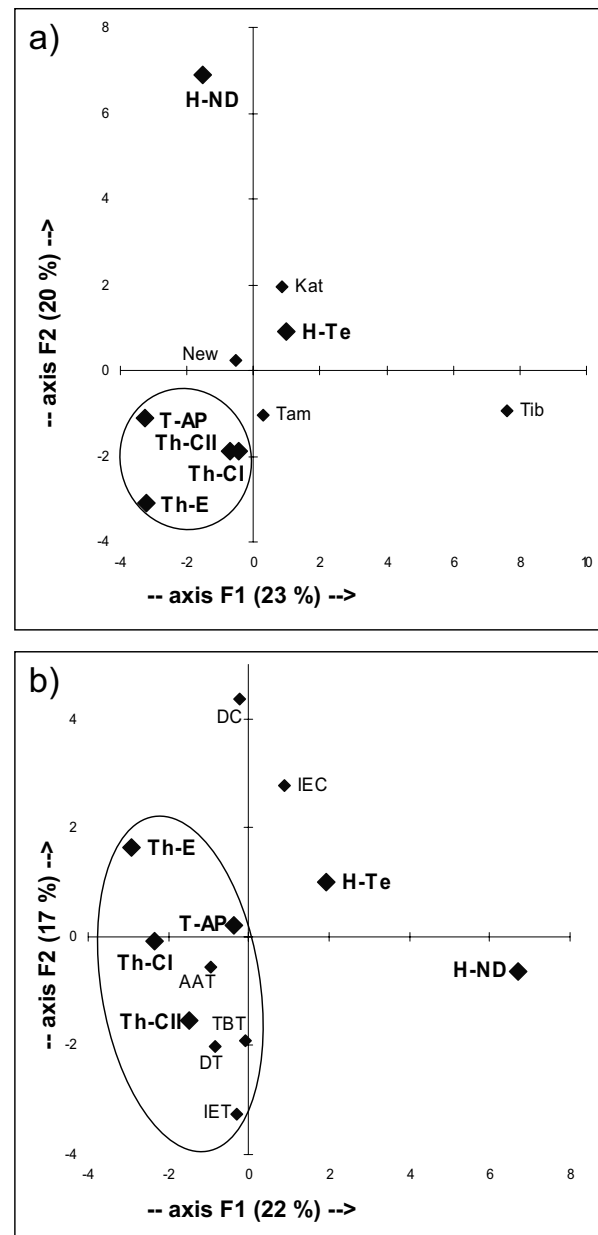 a)
8
H-ND
6
4
2
Kat
H-Te
New
0
T-AP
Tam
Tib
Th-CII
-2
Th-CI
Th-E
-4
-4 -2 0 2 4 6 8 10
-- axis F1 (23 %) -->
-- axis F2 (20 %) -->
b)
DC
4
IEC
2
Th-E
H-Te
T-AP
0
Th-CI
H-ND
AAT
Th-CII
TBT
-2
DT
IET
-4
-4 -2 0 2 4 6 8
-- axis F1 (22 %) -->
-- axis F2 (17 %) -->